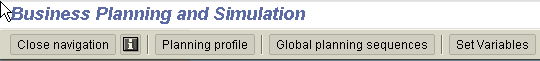 Business Planning and Simulation
Close navigation Planning profile Global planning sequences Set Variables